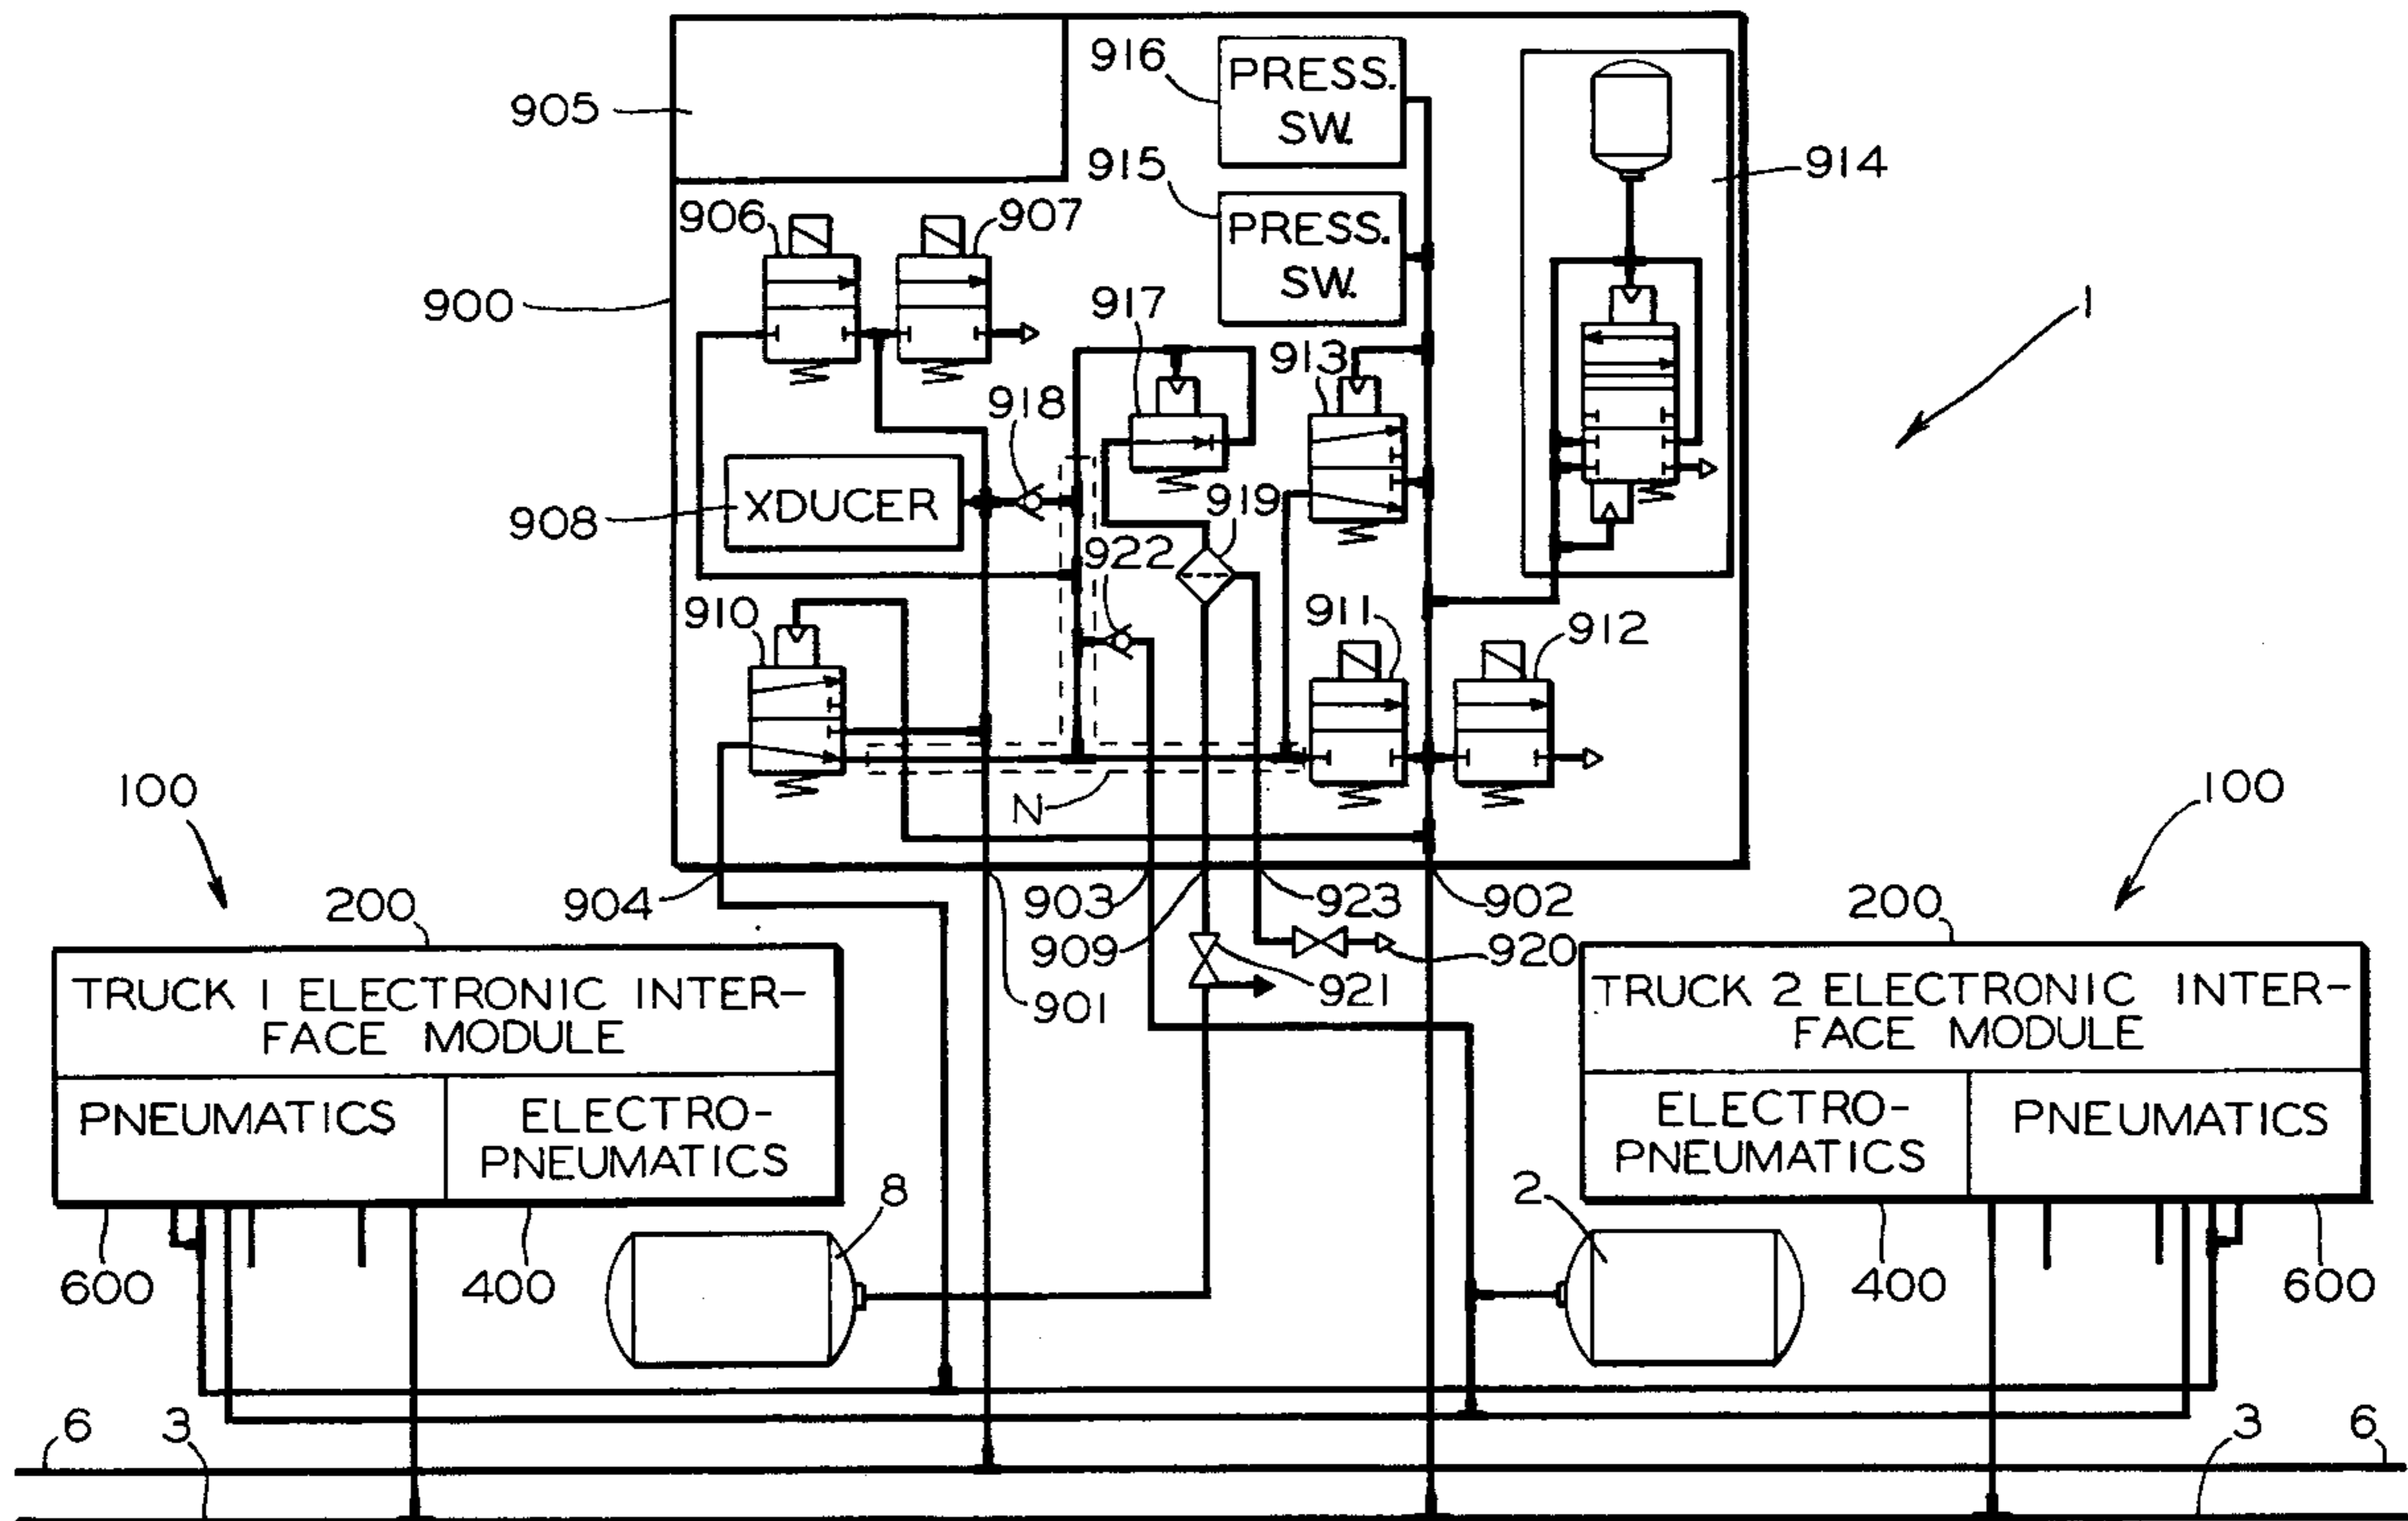 916
PRESS.
SW.
905
915
914
906
907
PRESS.
SW.
900
917
913
1
918
919
XDUCER
908
922
910
911
912
N
100
100
904
903
923
902
200
200
909
921
920
901
TRUCK 1 ELECTRONIC INTER-
FACE MODULE
TRUCK 2 ELECTRONIC INTER-
FACE MODULE
PNEUMATICS
ELECTRO-
PNEUMATICS
ELECTRO-
PNEUMATICS
PNEUMATICS
8
2
600
400
400
600
6
3
3
6